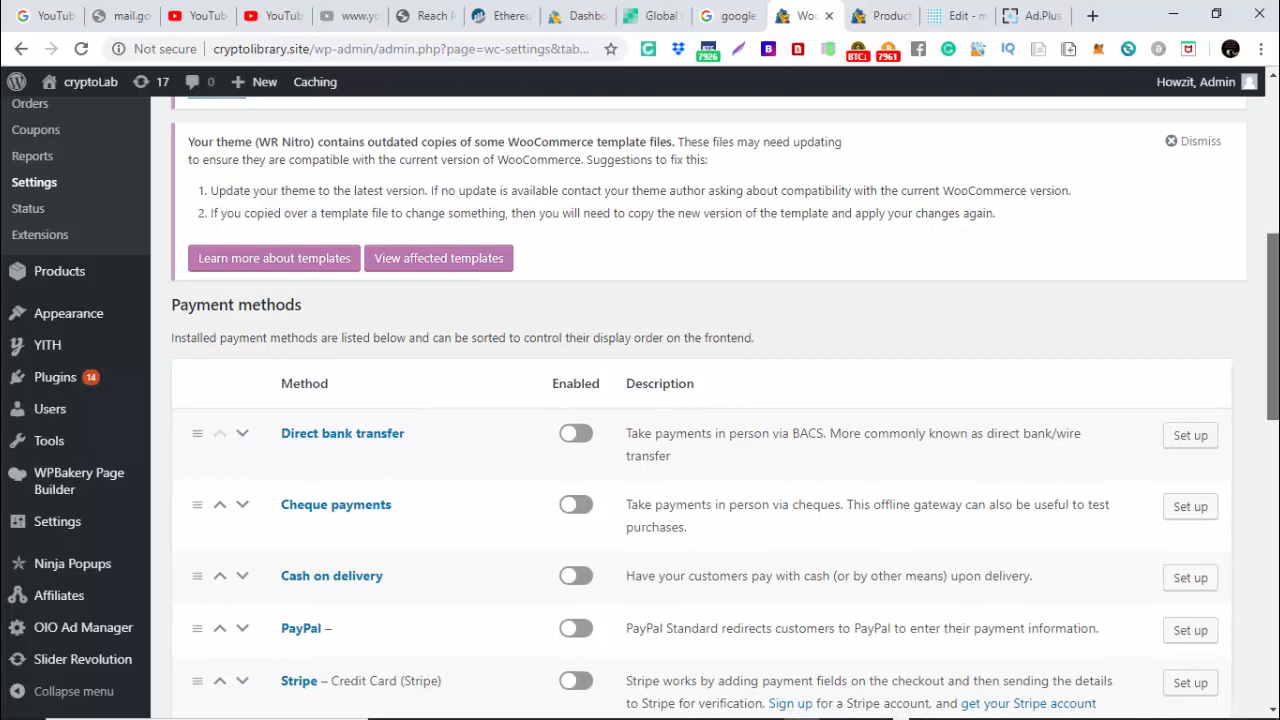 YouTu
mail.go
YouTu
YouTu
www.yo
Reach F
Ethereu
Dashbo
Global (
google
Woo
Product
Edit - m
Ad.Plus
Not secure
cryptolibrary.site/wp-admin/admin.php?page=wc-settings&tab...
7926
BTC↓
7961
IQ
cryptoLab
17
0
New
Caching
Howzit, Admin
Orders
Coupons
Reports
Settings
Status
Extensions
Products
Appearance
YITH
Plugins 14
Users
Tools
WPBakery Page
Builder
Settings
Ninja Popups
Affiliates
OIO Ad Manager
Slider Revolution
Collapse menu
Your theme (WR Nitro) contains outdated copies of some WooCommerce template files. These files may need updating
Dismiss
to ensure they are compatible with the current version of WooCommerce. Suggestions to fix this:
1. Update your theme to the latest version. If no update is available contact your theme author asking about compatibility with the current WooCommerce version.
2. If you copied over a template file to change something, then you will need to copy the new version of the template and apply your changes again.
Learn more about templates
View affected templates
Payment methods
Installed payment methods are listed below and can be sorted to control their display order on the frontend.
Method Enabled Description
Direct bank transfer
Take payments in person via BACS. More commonly known as direct bank/wire
transfer
Set up
Cheque payments
Take payments in person via cheques. This offline gateway can also be useful to test
purchases.
Set up
Cash on delivery
Have your customers pay with cash (or by other means) upon delivery.
Set up
PayPal –
PayPal Standard redirects customers to PayPal to enter their payment information.
Set up
Stripe – Credit Card (Stripe)
Stripe works by adding payment fields on the checkout and then sending the details
to Stripe for verification. Sign up for a Stripe account, and get your Stripe account
Set up